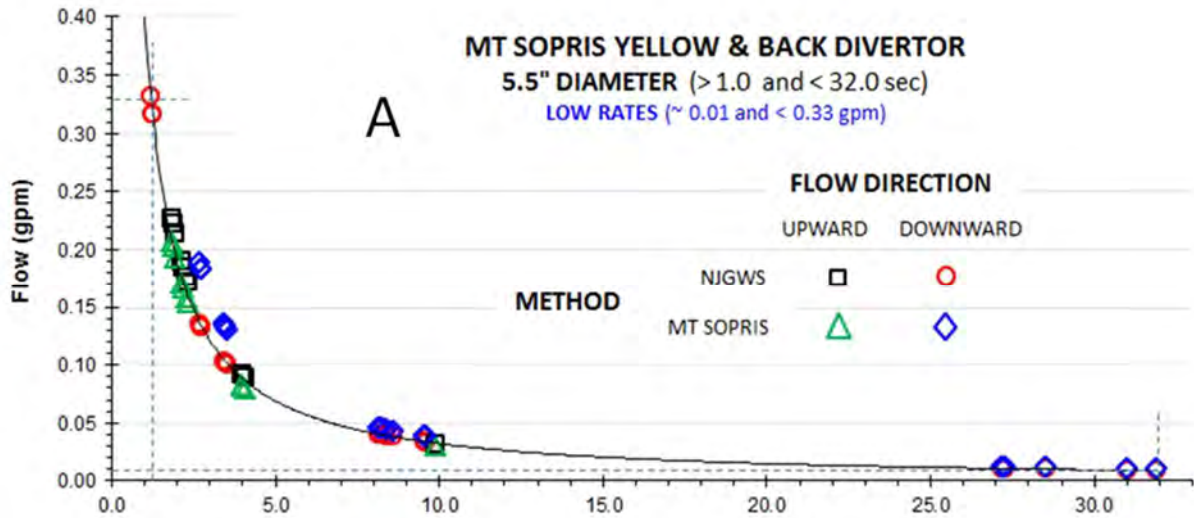 MT SOPRIS YELLOW & BACK DIVERTOR
5.5" DIAMETER (> 1.0 and < 32.0 sec)
LOW RATES (~ 0.01 and < 0.33 gpm)
A
FLOW DIRECTION
UPWARD DOWNWARD
METHOD
NJGWS
MT SOPRIS
Flow (gpm)
0.40
0.35
0.30
0.25
0.20
0.15
0.10
0.05
0.00
0.0 5.0 10.0 15.0 20.0 25.0 30.0